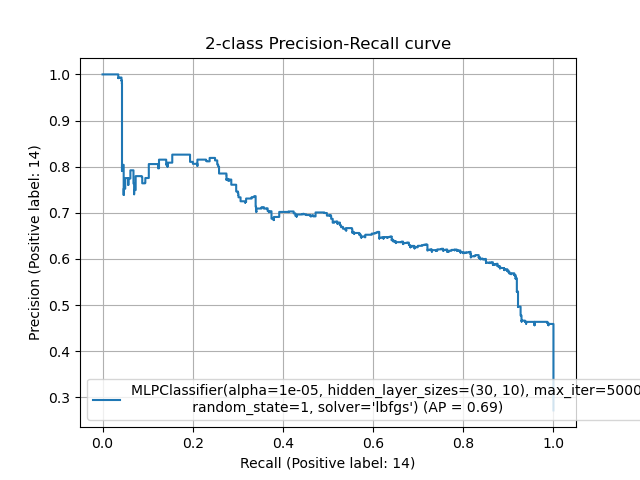 2-class Precision-Recall curve
1.0
0.9
0.8
0.7
0.6
0.5
0.4
0.3
Precision (Positive label: 14)
MLPClassifier(alpha=1e-05, hidden_layer_sizes=(30, 10), max_iter=5000
random_state=1, solver='lbfgs') (AP = 0.69)
0.0 0.2 0.4 0.6 0.8 1.0
Recall (Positive label: 14)